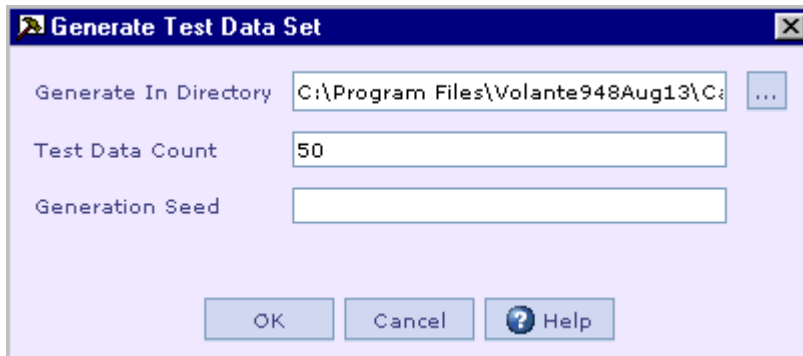 Generate Test Data Set
Generate In Directory C:\Program Files\Volante948Aug13\Ca ...
Test Data Count 50
Generation Seed
OK Cancel Help